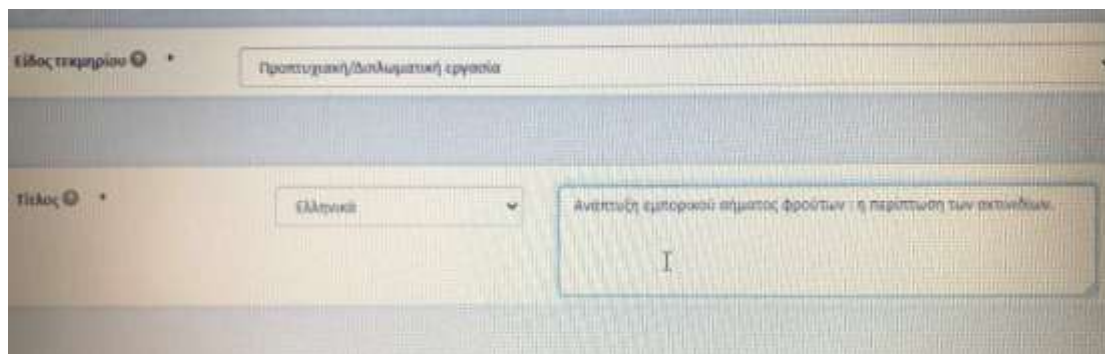 Είδος τεκμηρίου *
Προπτυχιακή/Διπλωματική εργασία
Τίτλος *
Ελληνικά
Ανάπτυξη εμπορικού σήματος φρούτων : η περίπτωση των ακτινιδίων.